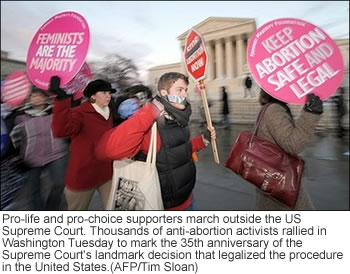 FEMINISTS
ARE THE
MAJORITY
NOW
KEEP
ABORTION
SAFE AND
LEGAL
Pro-life and pro-choice supporters march outside the US
Supreme Court. Thousands of anti-abortion activists rallied in
Washington Tuesday to mark the 35th anniversary of the
Supreme Court's landmark decision that legalized the procedure
in the United States.(AFP/Tim Sloan)